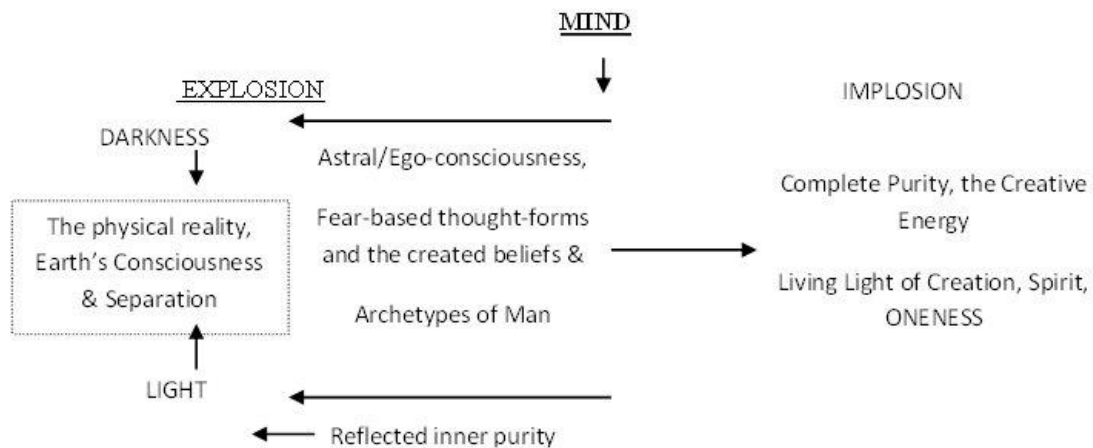 MIND
EXPLOSION
IMPLOSION
DARKNESS
Astral/Ego-consciousness,
Fear-based thought-forms
and the created beliefs &
Archetypes of Man
The physical reality,
Earth's Consciousness
& Separation
Complete Purity, the Creative
Energy
Living Light of Creation, Spirit,
ONENESS
LIGHT
Reflected inner purity